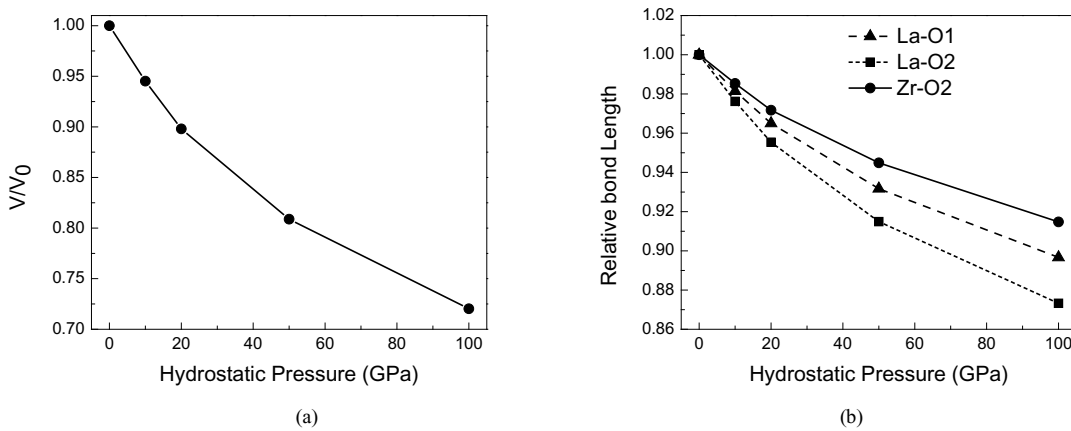 1.00
0.95
0.90
0.85
0.80
0.75
0.70
V/V0
0 20 40 60 80 100
Hydrostatic Pressure (GPa)
(a)
1.02
1.00
0.98
0.96
0.94
0.92
0.90
0.88
0.86
Relative bond Length
La-O1
La-O2
Zr-O2
0 20 40 60 80 100
Hydrostatic Pressure (GPa)
(b)